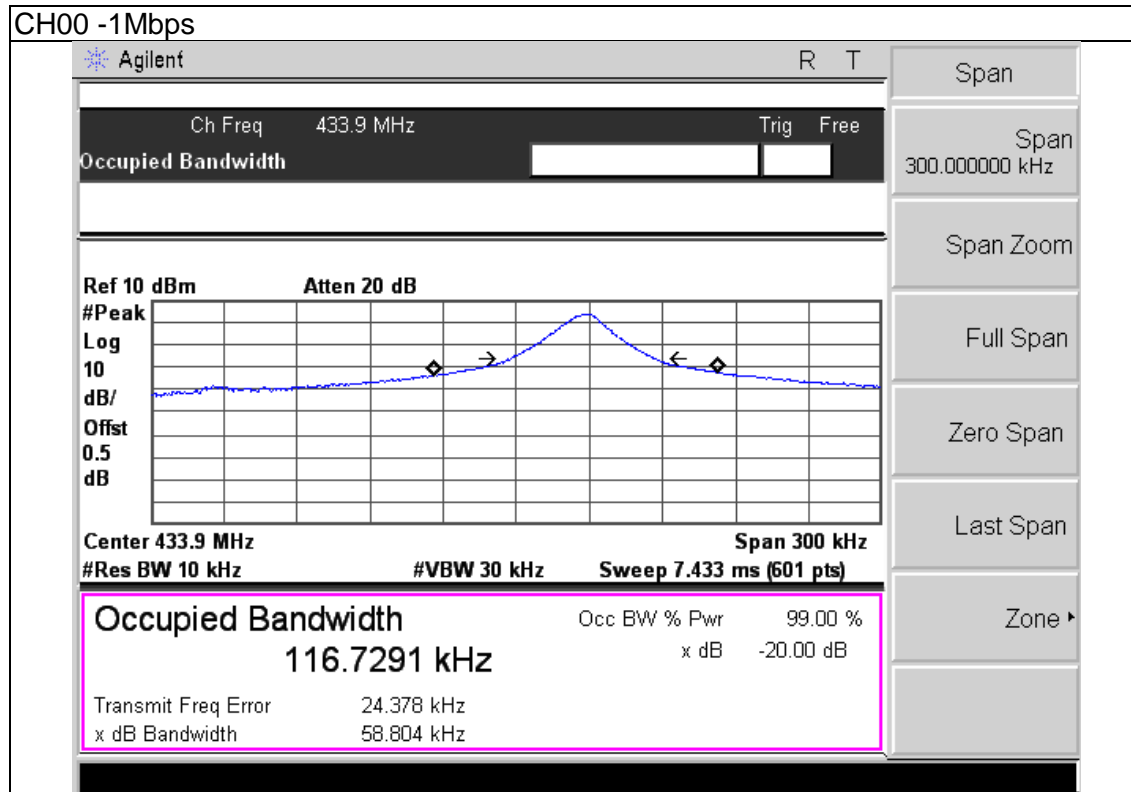 CH00 -1Mbps
Agilent R T
Ch Freq 433.9 MHz Trig Free
Occupied Bandwidth
Ref 10 dBm Atten 20 dB
#Peak
Log
10
dB/
Offst
0.5
dB
Center 433.9 MHz Span 300 kHz
#Res BW 10 kHz #VBW 30 kHz Sweep 7.433 ms (601 pts)
Occupied Bandwidth
116.7291 kHz
Occ BW % Pwr 99.00 %
x dB -20.00 dB
Transmit Freq Error 24.378 kHz
x dB Bandwidth 58.804 kHz
Span
Span
300.000000 kHz
Span Zoom
Full Span
Zero Span
Last Span
Zone